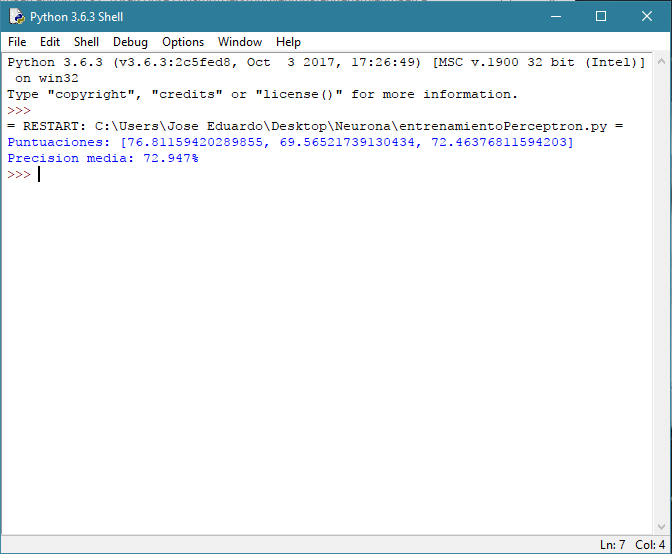 Python 3.6.3 Shell
File Edit Shell Debug Options Window Help
Python 3.6.3 (v3.6.3:2c5fed8, Oct  3 2017, 17:26:49) [MSC v.1900 32 bit (Intel)]
 on win32
Type "copyright", "credits" or "license()" for more information.
>>>
= RESTART: C:\Users\Jose Eduardo\Desktop\Neurona\entrenamientoPerceptron.py =
Puntuaciones: [76.81159420289855, 69.56521739130434, 72.46376811594203]
Precision media: 72.947%
>>>
Ln: 7 Col: 4